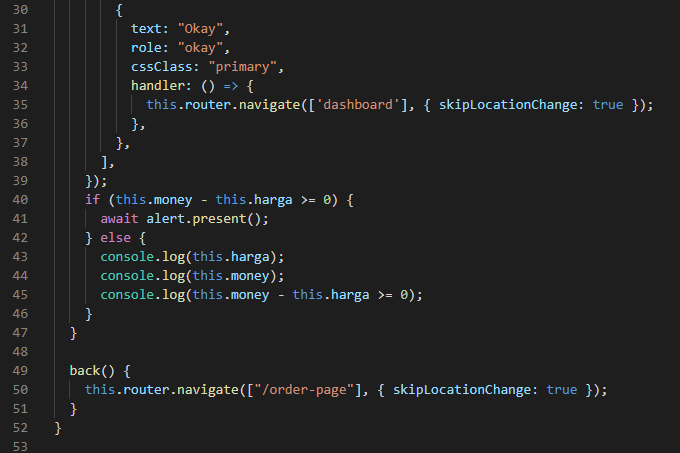 30 {
31 text: "Okay",
32 role: "okay",
33 cssClass: "primary",
34 handler: () => {
35 this.router.navigate(['dashboard'], { skipLocationChange: true });
36 },
37 },
38 ],
39 });
40 if (this.money - this.harga >= 0) {
41 await alert.present();
42 } else {
43 console.log(this.harga);
44 console.log(this.money);
45 console.log(this.money - this.harga >= 0);
46 }
47 }
48
49 back() {
50 this.router.navigate(["/order-page"], { skipLocationChange: true });
51 }
52 }
53